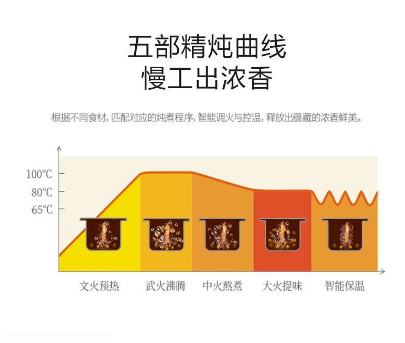 五部精炖曲线
慢工出浓香
根据不同食材, 匹配对应的炖煮程序, 智能调火与控温, 释放出蕴藏的浓香鲜美。
100℃
80℃
65℃
文火预热 武火沸腾 中火熬煮 大火提味 智能保温